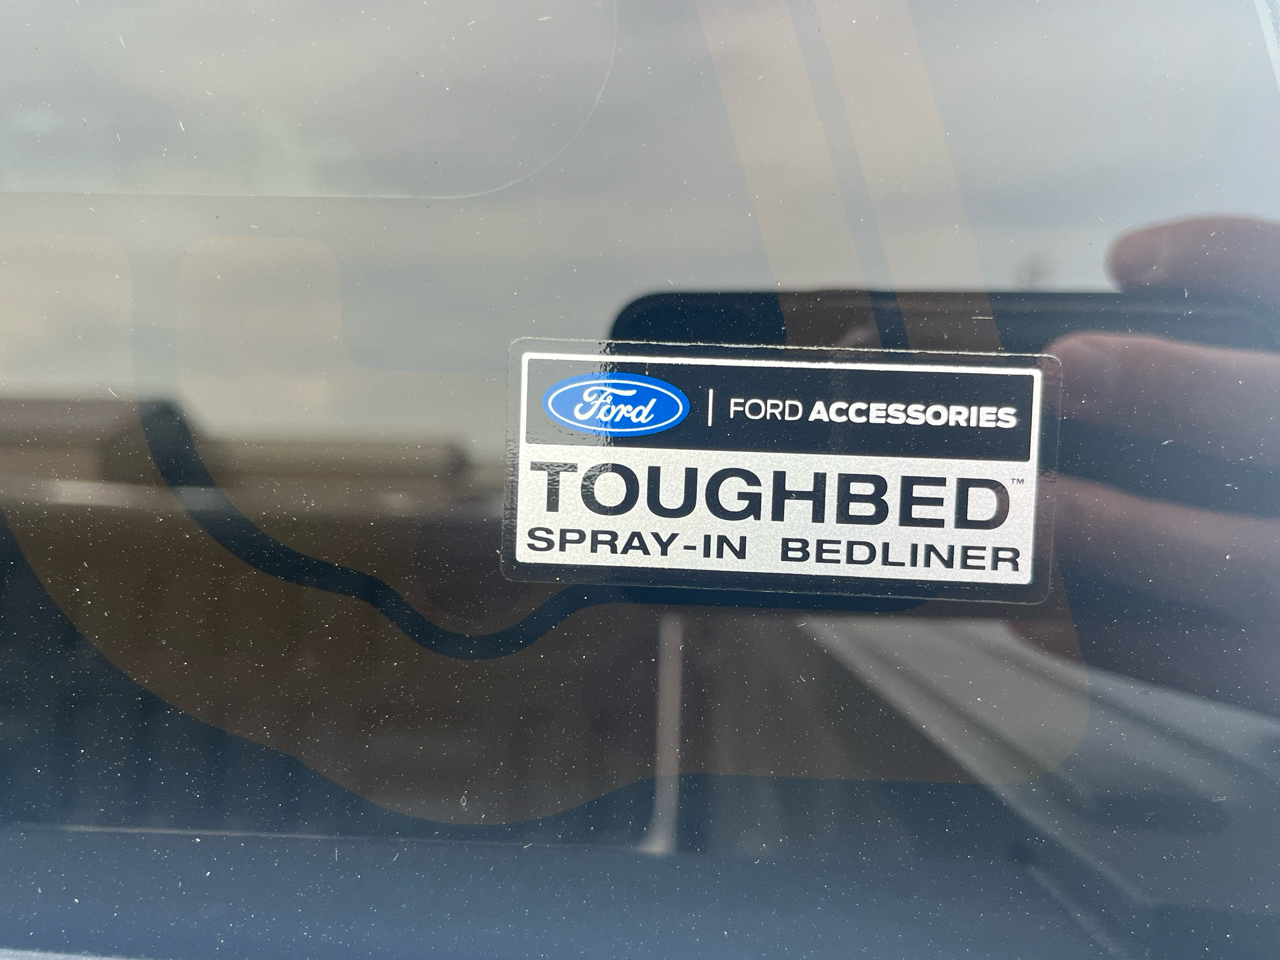 Ford | FORD ACCESSORIES
TOUGHBED™
SPRAY-IN BEDLINER